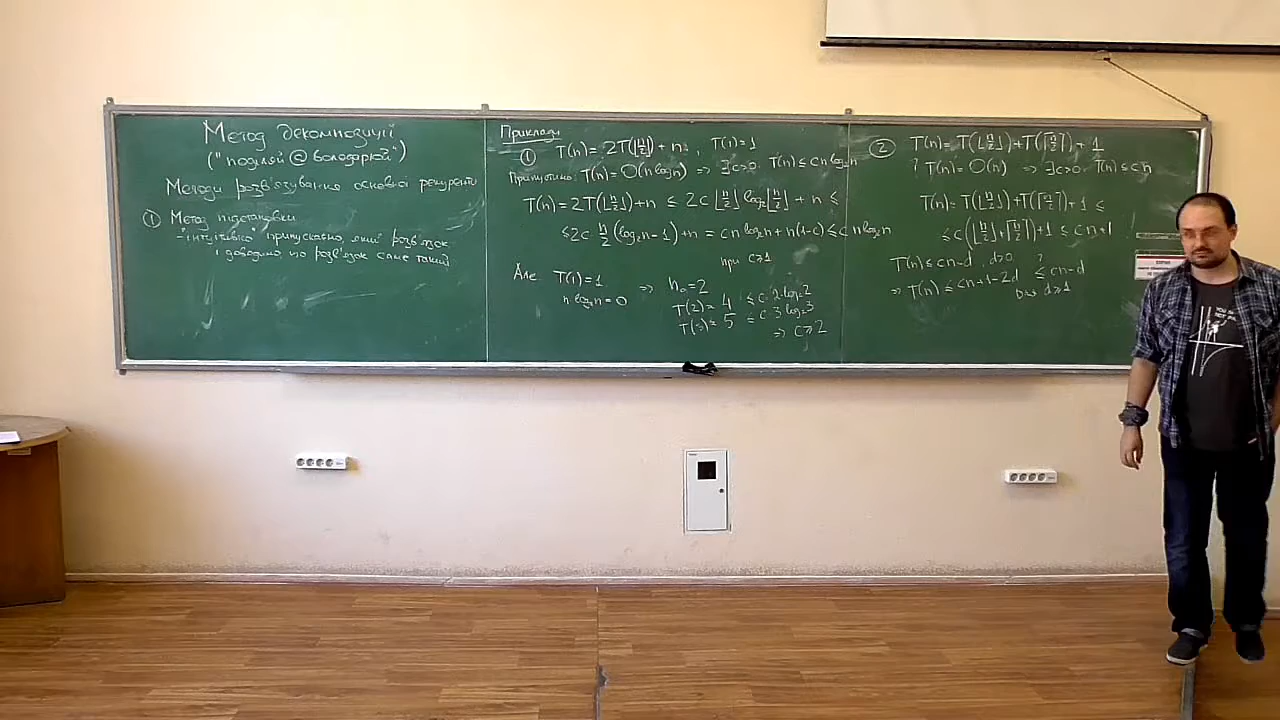 Метод декомпозиції
("поділяй @ володарюй")
Методи розв'язування основної рекуренти
① Метод підстановки
- інтуїтивно припускаємо, який розв'язок
і доводимо, що розв'язок саме такий
Приклади
① T(n) = 2T(⌊n/2⌋) + n, T(1) = 1
Припустимо: T(n) = O(n log n) => ∃c>0: T(n) ≤ cn log₂n
T(n) = 2T(⌊n/2⌋) + n ≤ 2c⌊n/2⌋ log₂⌊n/2⌋ + n ≤
≤ 2c · n/2 (log₂n - 1) + n = cn log₂n + n(1-c) ≤ c n log₂n
при c ≥ 1
Але T(1) = 1 => n₀ = 2
n log₂n = 0
T(2) = 4 ≤ c · 2 · log₂2
T(3) = 5 ≤ c 3 log₂3
=> c ≥ 2
② T(n) = T(⌊n/2⌋) + T(⌈n/2⌉) + 1
? T(n) = O(n) => ∃c>0: T(n) ≤ cn
T(n) = T(⌊n/2⌋) + T(⌈n/2⌉) + 1 ≤
≤ c(⌊n/2⌋ + ⌈n/2⌉) + 1 ≤ cn + 1
T(n) ≤ cn - d, d>0
=> T(n) ≤ cn + 1 - 2d ≤? cn - d
d ≥ 1